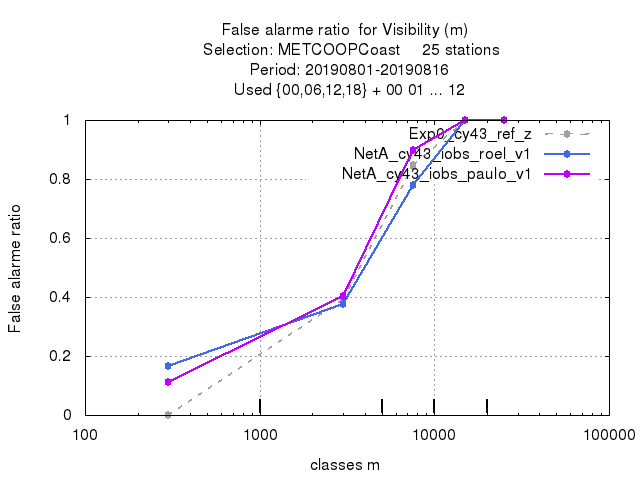 False alarme ratio  for Visibility (m)
Selection: METCOOPCoast     25 stations
Period: 20190801-20190816
Used {00,06,12,18} + 00 01 ... 12
Exp0_cy43_ref_z
NetA_cy43_iobs_roel_v1
NetA_cy43_iobs_paulo_v1
False alarme ratio
1
0.8
0.6
0.4
0.2
0
100
1000
10000
100000
classes m